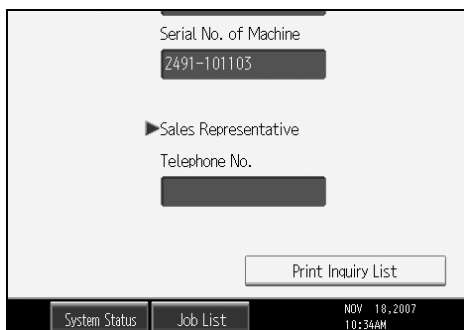 Serial No. of Machine
2491-101103
▶Sales Representative
Telephone No.
Print Inquiry List
System Status
Job List
NOV 18,2007
10:34AM